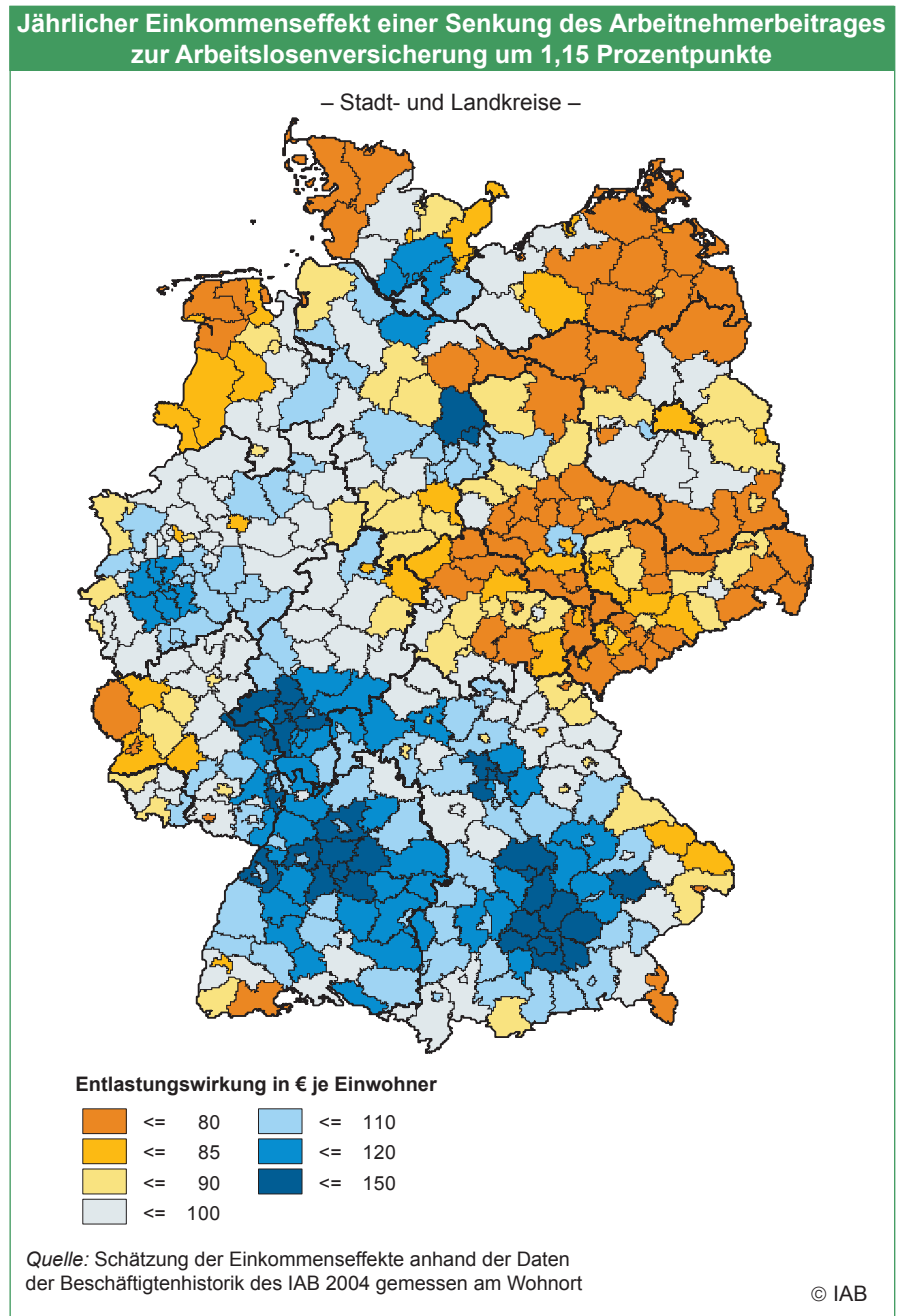 Jährlicher Einkommenseffekt einer Senkung des Arbeitnehmerbeitrages
zur Arbeitslosenversicherung um 1,15 Prozentpunkte
– Stadt- und Landkreise –
Entlastungswirkung in € je Einwohner
<= 80
<= 85
<= 90
<= 100
<= 110
<= 120
<= 150
Quelle: Schätzung der Einkommenseffekte anhand der Daten
der Beschäftigtenhistorik des IAB 2004 gemessen am Wohnort
© IAB